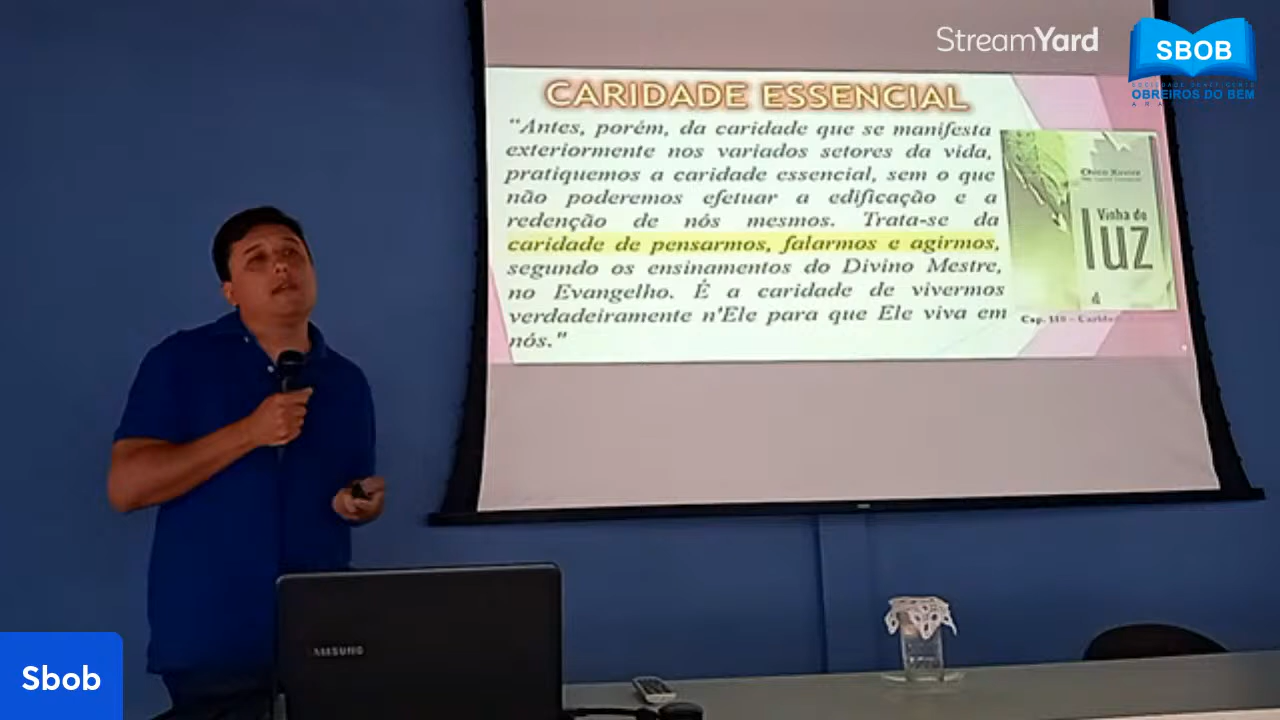 StreamYard
SBOB
OBREIROS DO BEM
CARIDADE ESSENCIAL
"Antes, porém, da caridade que se manifesta
exteriormente nos variados setores da vida,
pratiquemos a caridade essencial, sem o que
não poderemos efetuar a edificação e a
redenção de nós mesmos. Trata-se da
caridade de pensarmos, falarmos e agirmos,
segundo os ensinamentos do Divino Mestre,
no Evangelho. É a caridade de vivermos
verdadeiramente n'Ele para que Ele viva em
nós."
Chico Xavier
Vinha de
luz
Cap.
SAMSUNG
Sbob